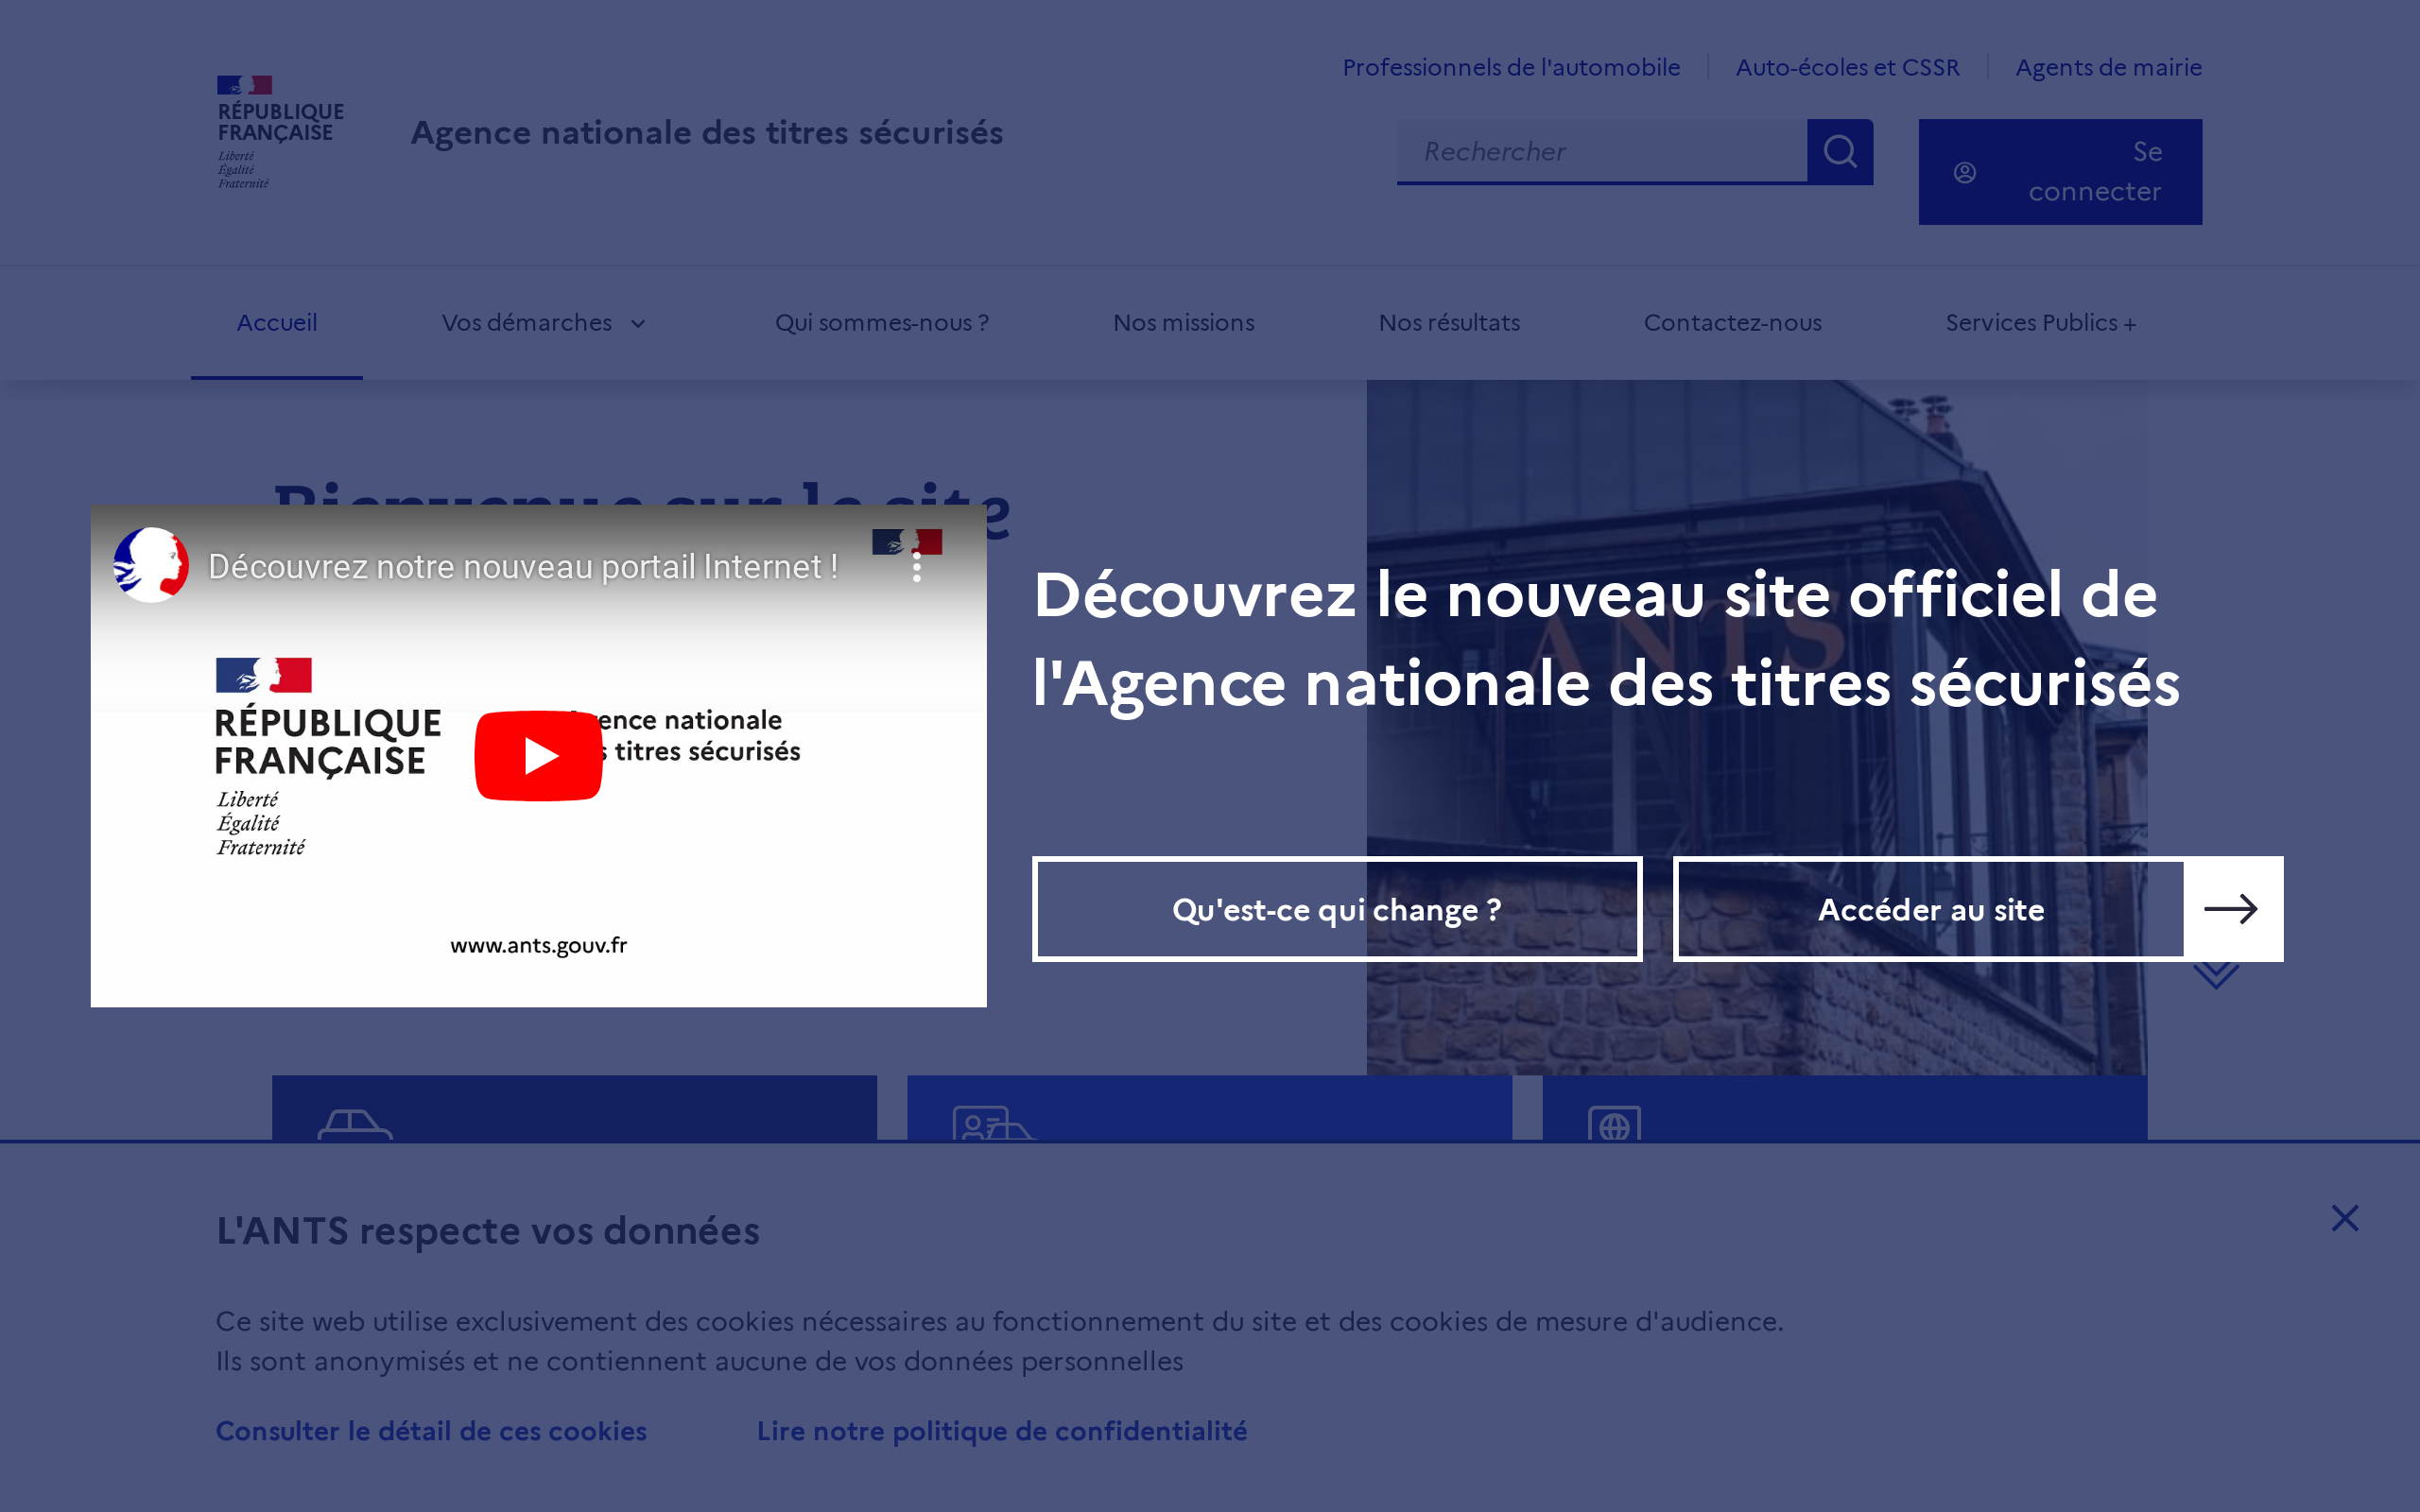 Professionnels de l'automobile
Auto-écoles et CSSR
Agents de mairie
RÉPUBLIQUE
FRANÇAISE
Liberté
Égalité
Fraternité
Agence nationale des titres sécurisés
Rechercher
Se
connecter
Accueil
Vos démarches
Qui sommes-nous ?
Nos missions
Nos résultats
Contactez-nous
Services Publics +
Bienvenue sur le site
Découvrez notre nouveau portail Internet !
RÉPUBLIQUE
FRANÇAISE
Liberté
Égalité
Fraternité
nationale
titres sécurisés
www.ants.gouv.fr
ANTS
Découvrez le nouveau site officiel de
l'Agence nationale des titres sécurisés
Qu'est-ce qui change ?
Accéder au site
L'ANTS respecte vos données
Ce site web utilise exclusivement des cookies nécessaires au fonctionnement du site et des cookies de mesure d'audience.
Ils sont anonymisés et ne contiennent aucune de vos données personnelles
Consulter le détail de ces cookies
Lire notre politique de confidentialité